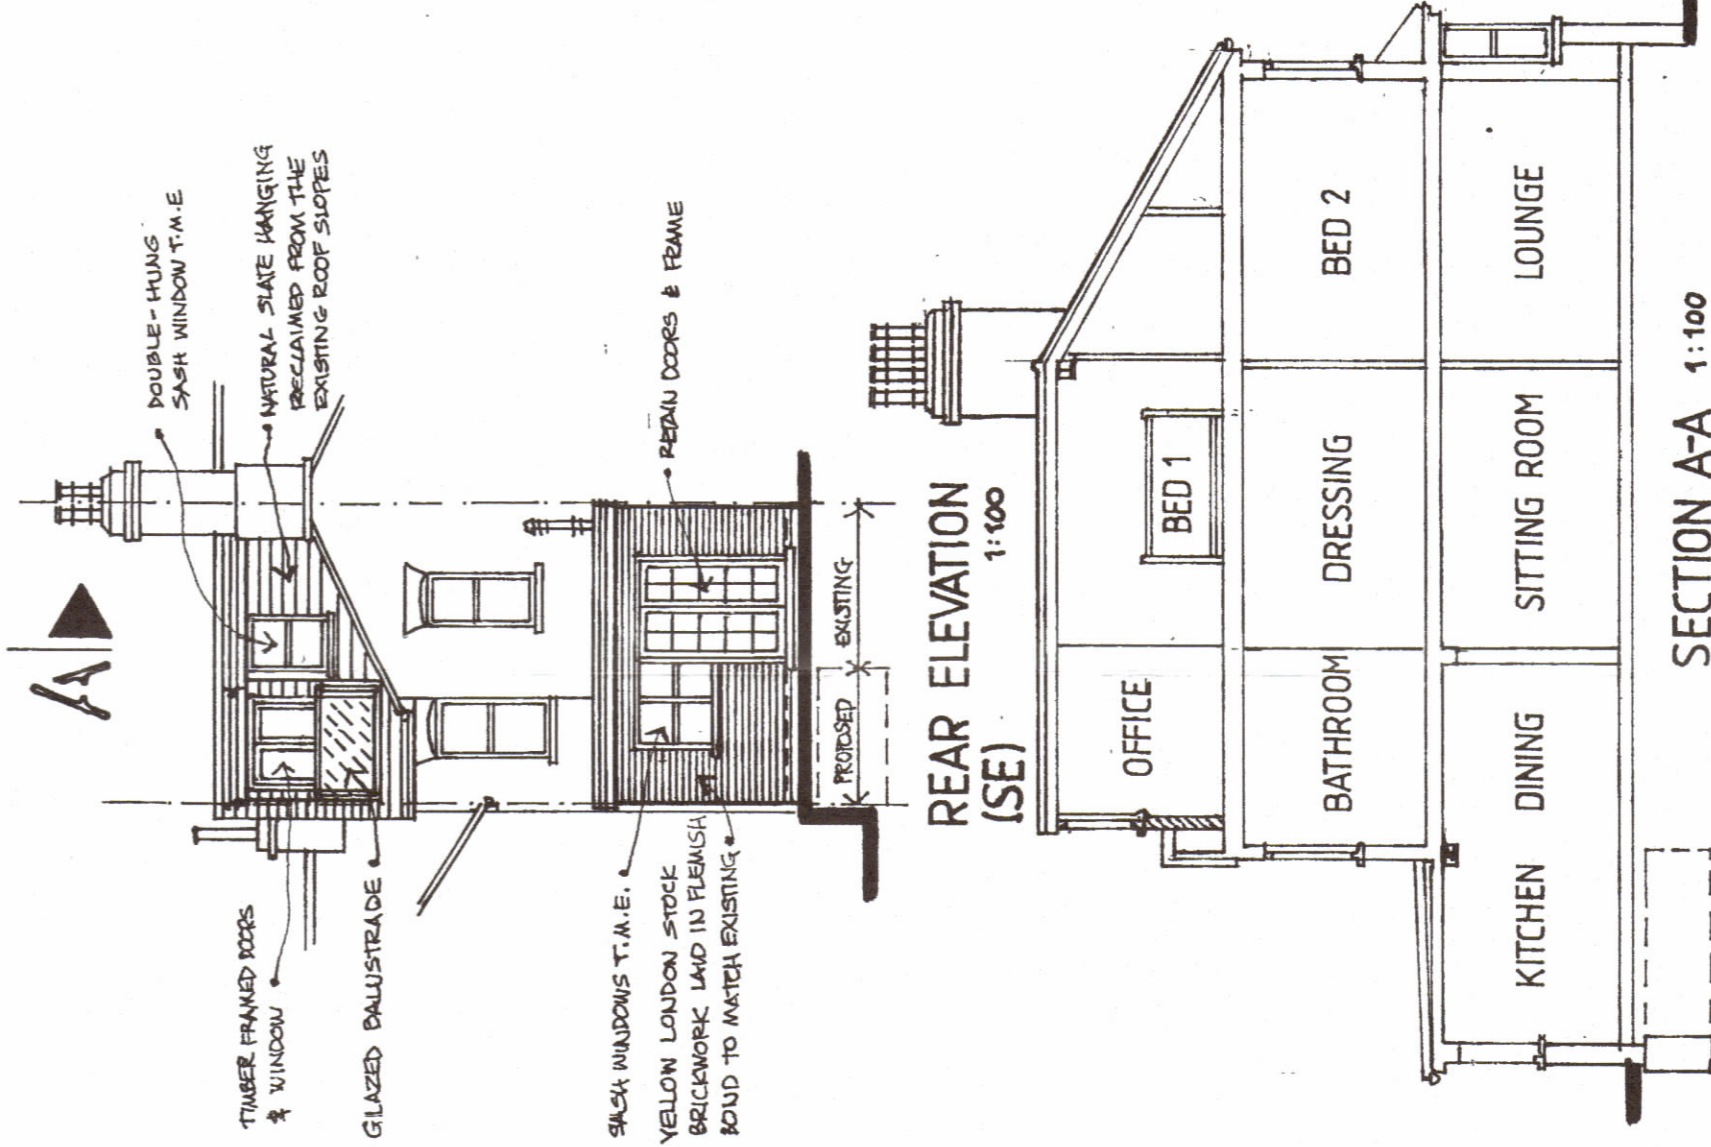 A
DOUBLE-HUNG
SASH WINDOW T.M.E
NATURAL SLATE HANGING
RECLAIMED FROM THE
EXISTING ROOF SLOPES
TIMBER FRAMED DOORS
& WINDOW
GLAZED BALUSTRADE
RETAIN DOORS & FRAME
SASH WINDOWS T.M.E.
YELLOW LONDON STOCK
BRICKWORK LAID IN FLEMISH
BOND TO MATCH EXISTING
PROPOSED
EXISTING
REAR ELEVATION
(SE)
1:100
OFFICE
BED 1
BATHROOM
DRESSING
BED 2
KITCHEN DINING
SITTING ROOM
LOUNGE
SECTION A-A 1:100